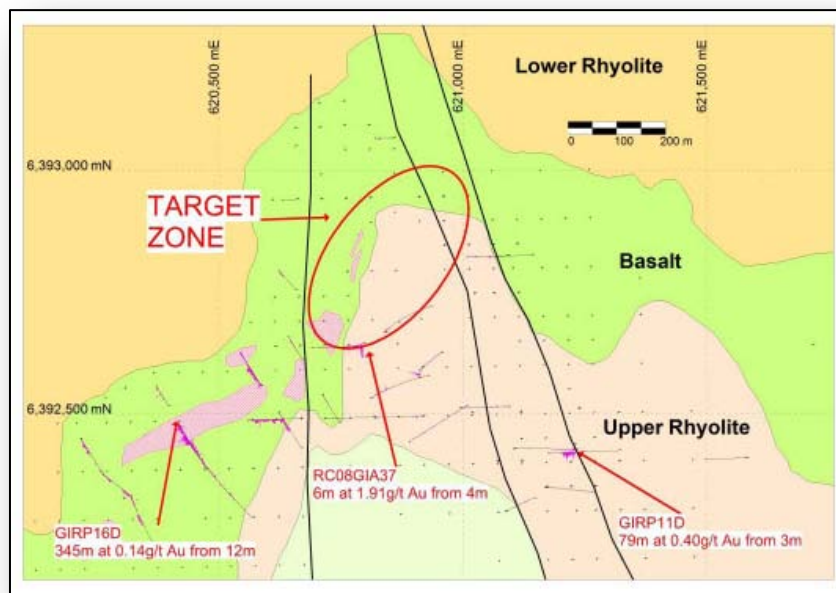 620,500 mE
621,000 mE
621,500 mE
Lower Rhyolite
0 100 200 m
6,393,000 mN
TARGET
ZONE
Basalt
6,392,500 mN
Upper Rhyolite
RC08GIA37
6m at 1.91g/t Au from 4m
GIRP16D
345m at 0.14g/t Au from 12m
GIRP11D
79m at 0.40g/t Au from 3m